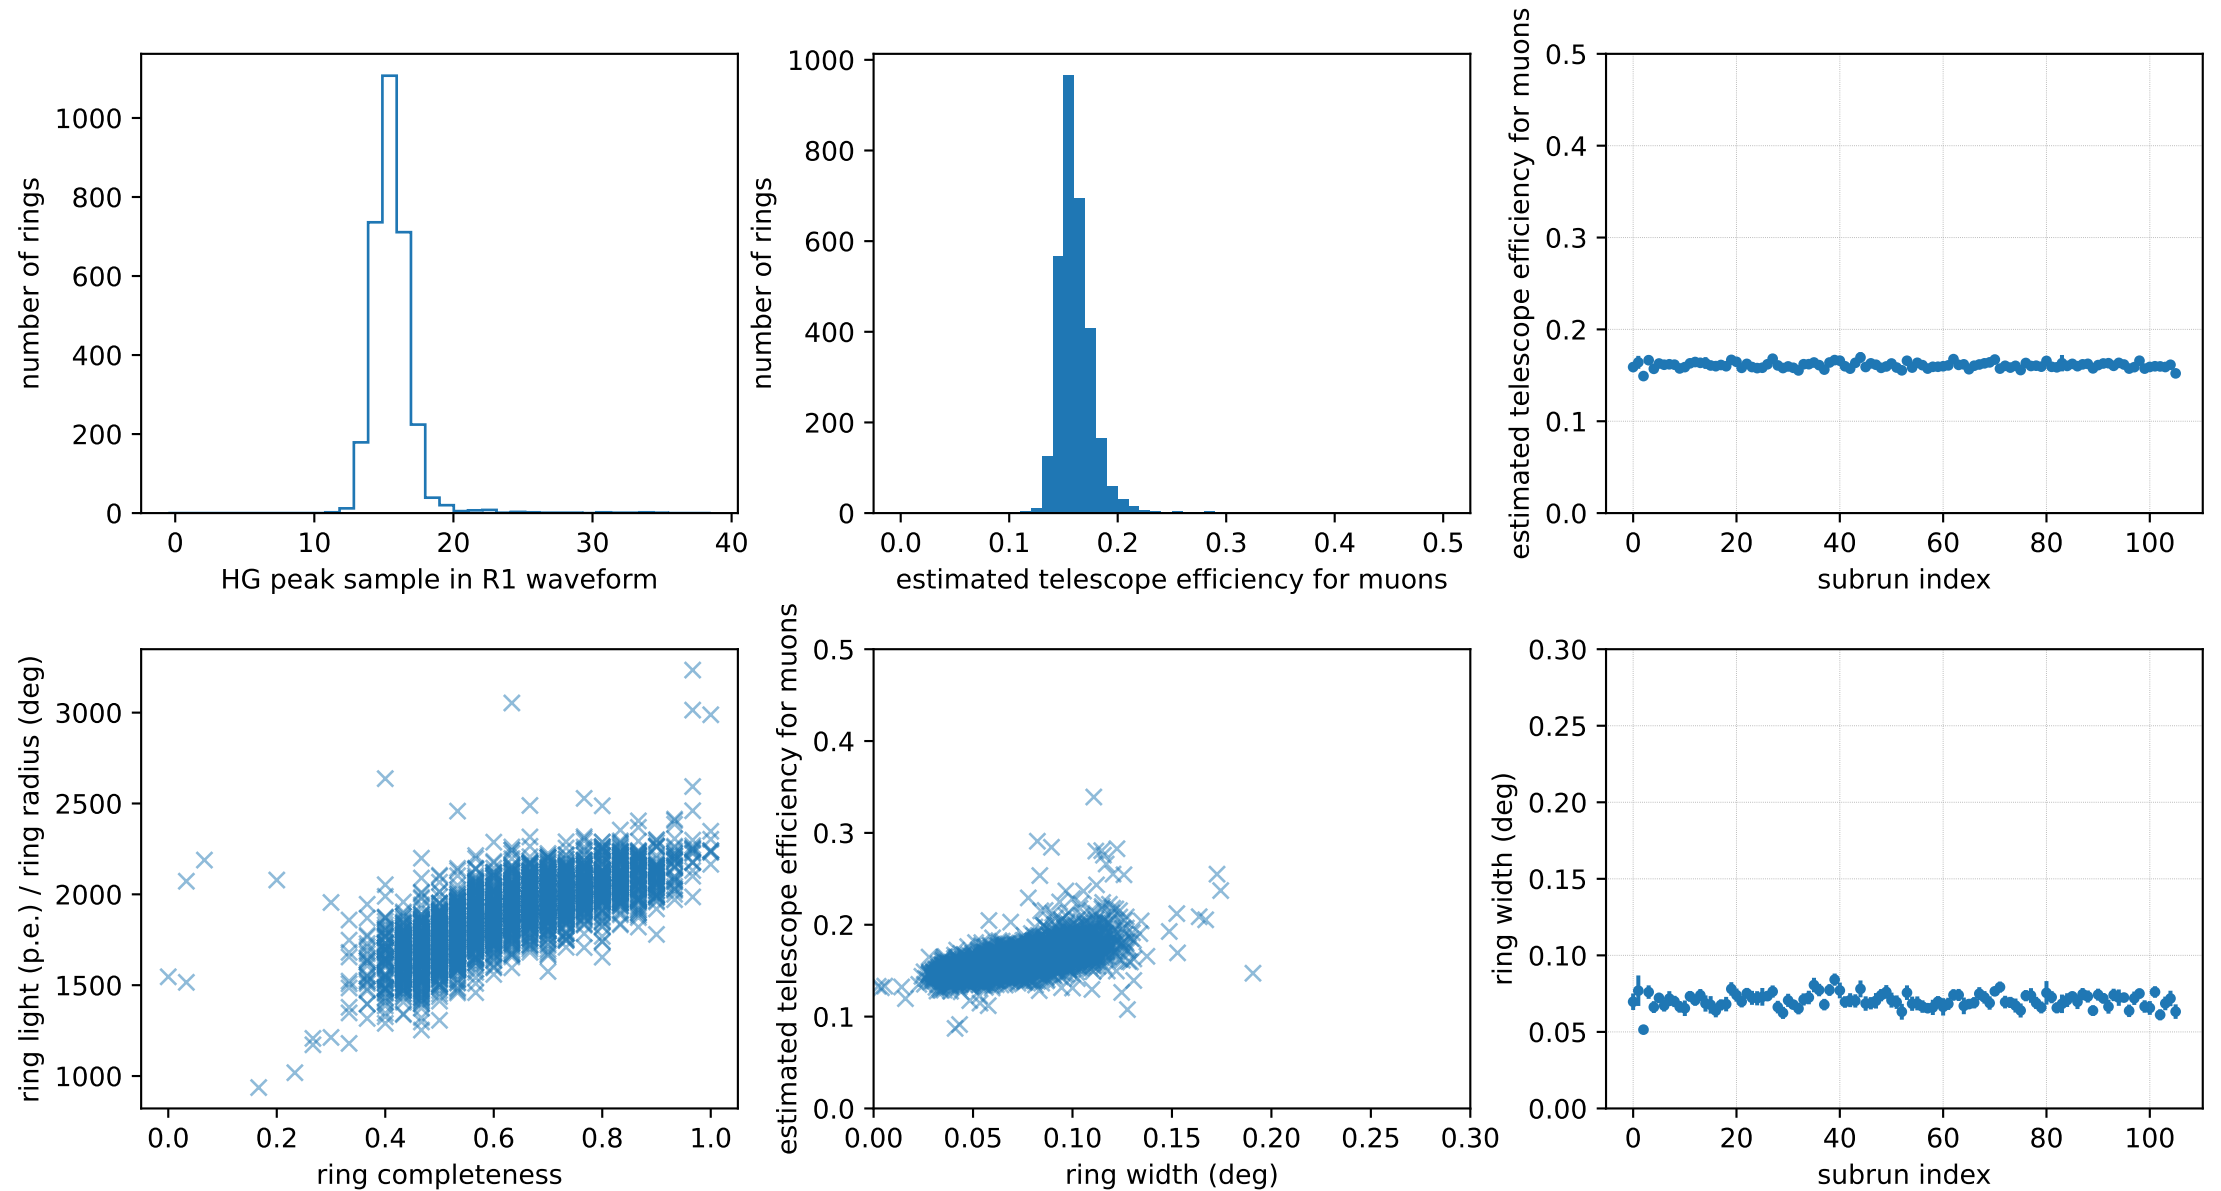 number of rings
0
200
400
600
800
1000
0 10 20 30 40
HG peak sample in R1 waveform
number of rings
0
200
400
600
800
1000
0.0 0.1 0.2 0.3 0.4 0.5
estimated telescope efficiency for muons
estimated telescope efficiency for muons
0.0
0.1
0.2
0.3
0.4
0.5
0 20 40 60 80 100
subrun index
ring light (p.e.) / ring radius (deg)
1000
1500
2000
2500
3000
0.0 0.2 0.4 0.6 0.8 1.0
ring completeness
estimated telescope efficiency for muons
0.0
0.1
0.2
0.3
0.4
0.5
0.00 0.05 0.10 0.15 0.20 0.25 0.30
ring width (deg)
ring width (deg)
0.00
0.05
0.10
0.15
0.20
0.25
0.30
0 20 40 60 80 100
subrun index